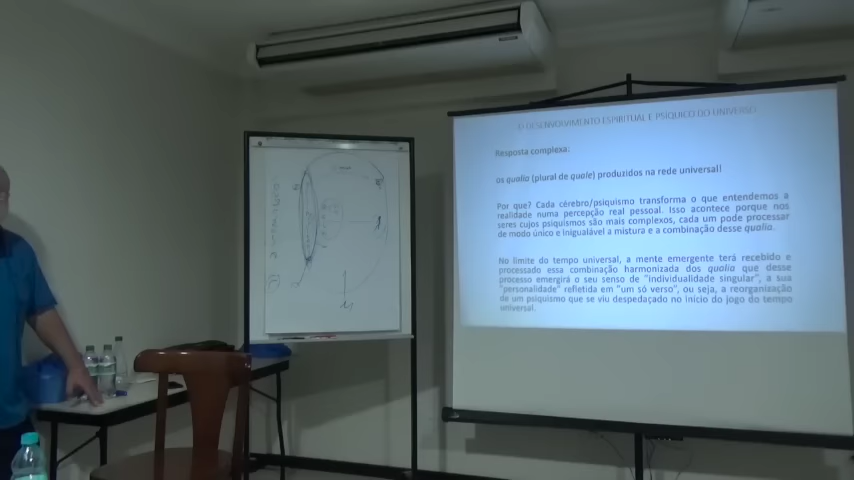 O DESENVOLVIMENTO ESPIRITUAL E PSÍQUICO DO UNIVERSO
Resposta complexa:
os qualia (plural de quale) produzidos na rede universal!
Por que? Cada cérebro/psiquismo transforma o que entendemos a
realidade numa percepção real pessoal. Isso acontece porque nos
seres cujos psiquismos são mais complexos, cada um pode processar
de modo único e inigualável a mistura e a combinação desse qualia.
No limite do tempo universal, a mente emergente terá recebido e
processado essa combinação harmonizada dos qualia que desse
processo emergirá o seu senso de "individualidade singular", a sua
"personalidade" refletida em "um só verso", ou seja, a reorganização
de um psiquismo que se viu despedaçado no início do jogo do tempo
universal.